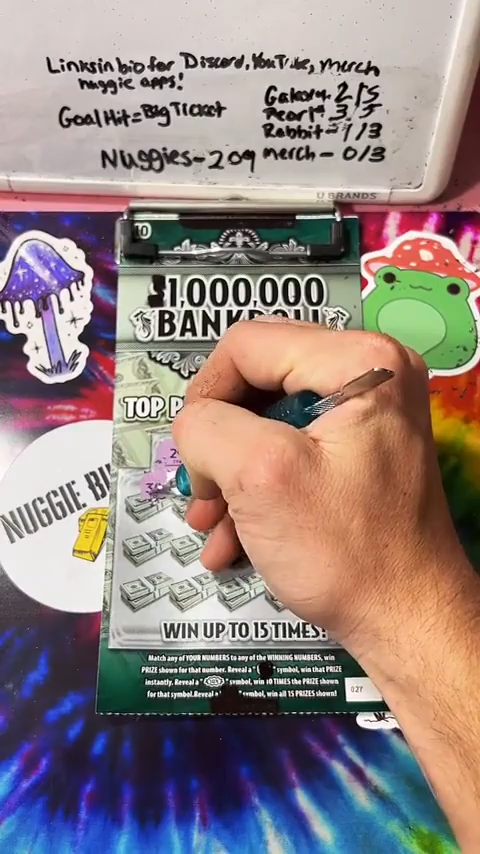 Links in bio for Discord, YouTube, merch
nuggie apps!
Goal Hit = Big Ticket
Galaxy- 2/5
Pearl- 3/5
Rabbit- 1/3
Nuggies- 209 merch- 0/3
U BRANDS
$1,000,000
BANKROLL
TOP
NUGGIE BU
WIN UP TO 15 TIMES!
Match any of YOUR NUMBERS to any of the WINNING NUMBERS, win
PRIZE shown for that number. Reveal a " " symbol, win that PRIZE
instantly. Reveal a " " symbol, win 10 TIMES the PRIZE shown
for that symbol. Reveal a " " symbol, win all 15 PRIZES shown!
027